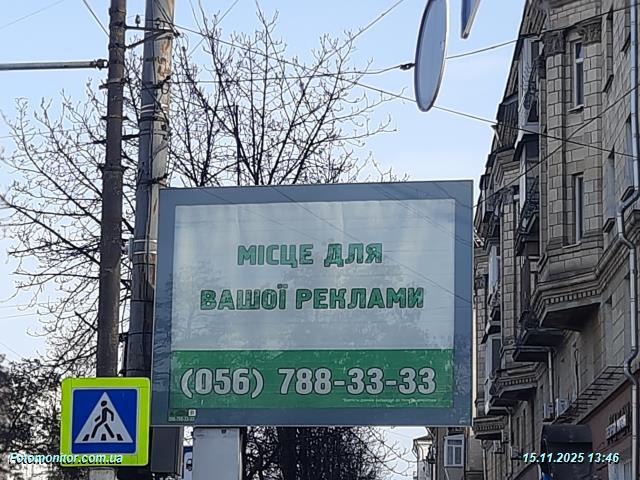 МІСЦЕ ДЛЯ
ВАШОЇ РЕКЛАМИ
(056) 788-33-33
Fotomonitor.com.ua
15.11.2025 13:46